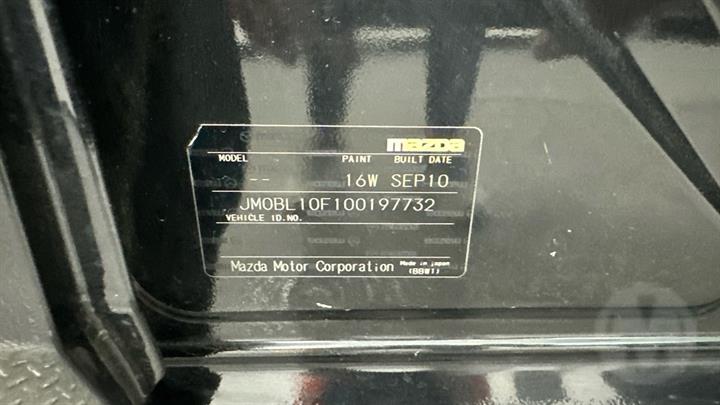 mazda
MODEL PAINT BUILT DATE
-- 16W SEP10
JM0BL10F100197732
VEHICLE ID.NO.
Mazda Motor Corporation Made in Japan
(BBW1)
M